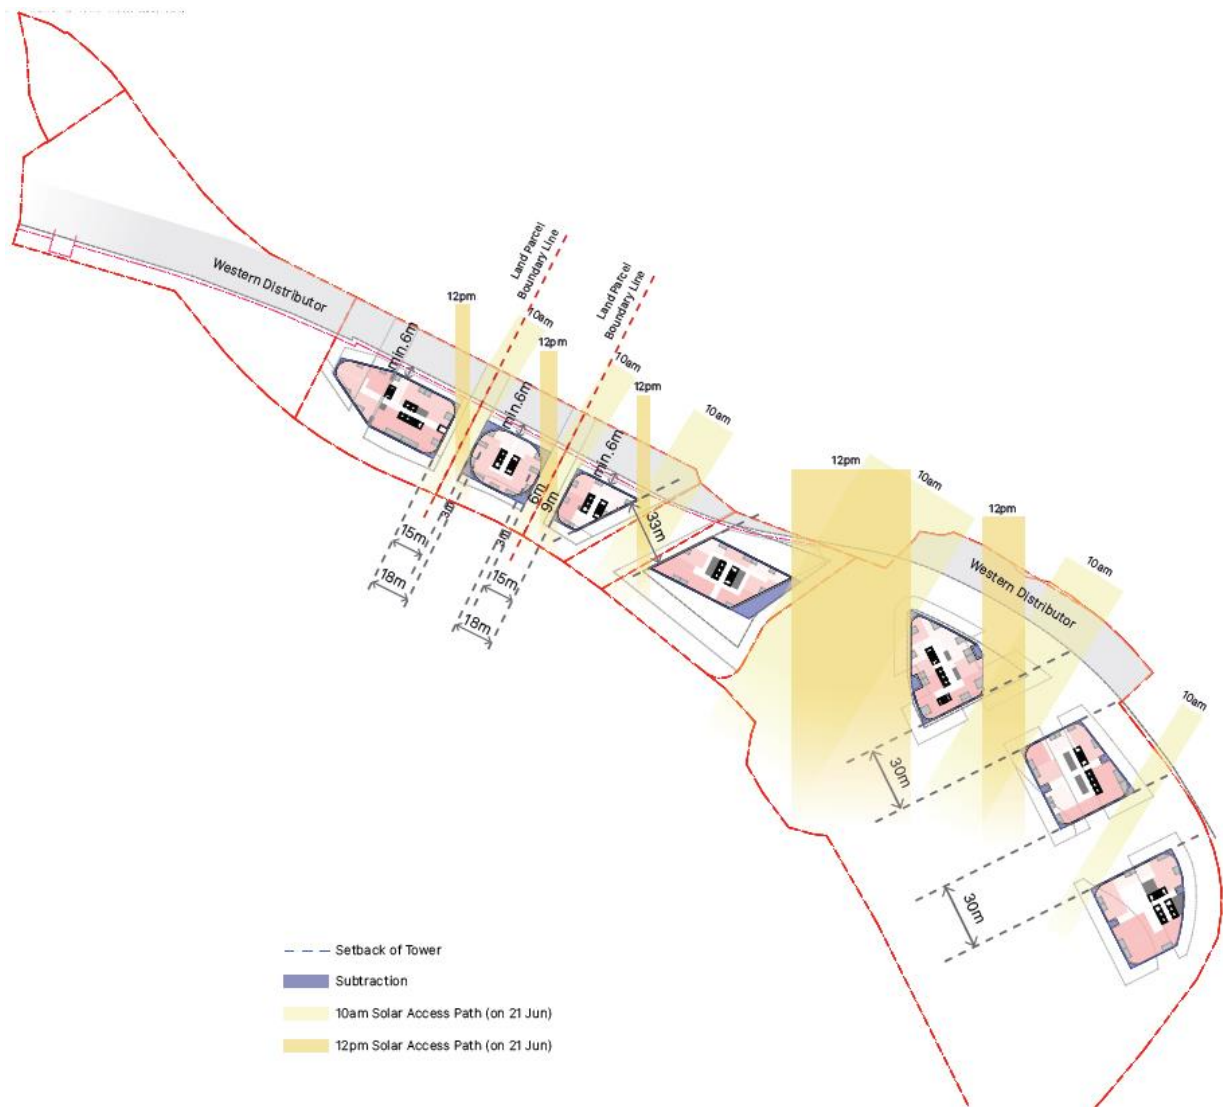 Land Parcel
Boundary Line
Land Parcel
Boundary Line
Western Distributor
12pm
10am
12pm
10am
12pm
10am
min.6m
min.6m
min.6m
6m
9m
3m
3m
15m
18m
15m
18m
33m
12pm
10am
12pm
Western Distributor
10am
10am
30m
30m
Setback of Tower
Subtraction
10am Solar Access Path (on 21 Jun)
12pm Solar Access Path (on 21 Jun)